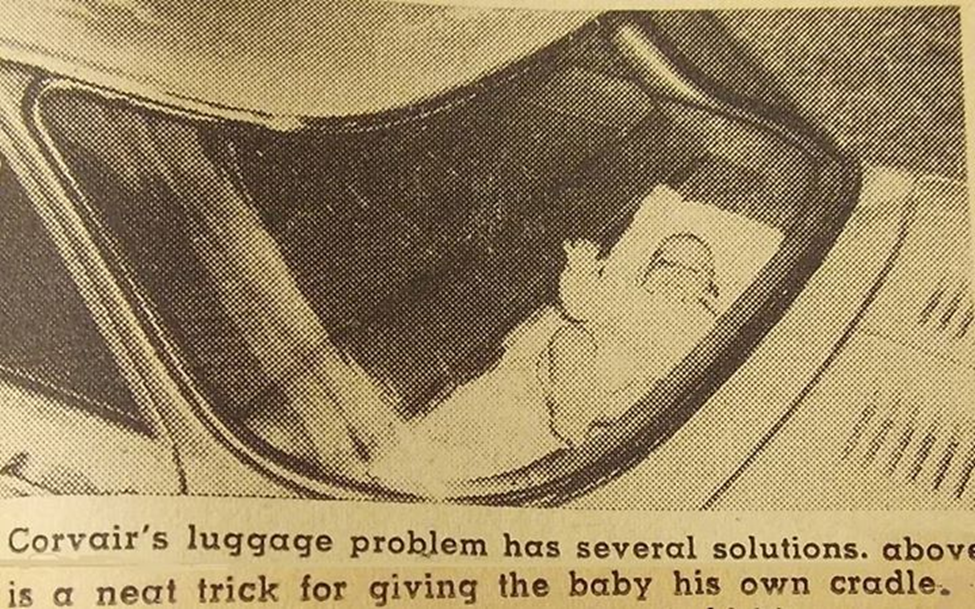 Corvair's luggage problem has several solutions. above
is a neat trick for giving the baby his own cradle.